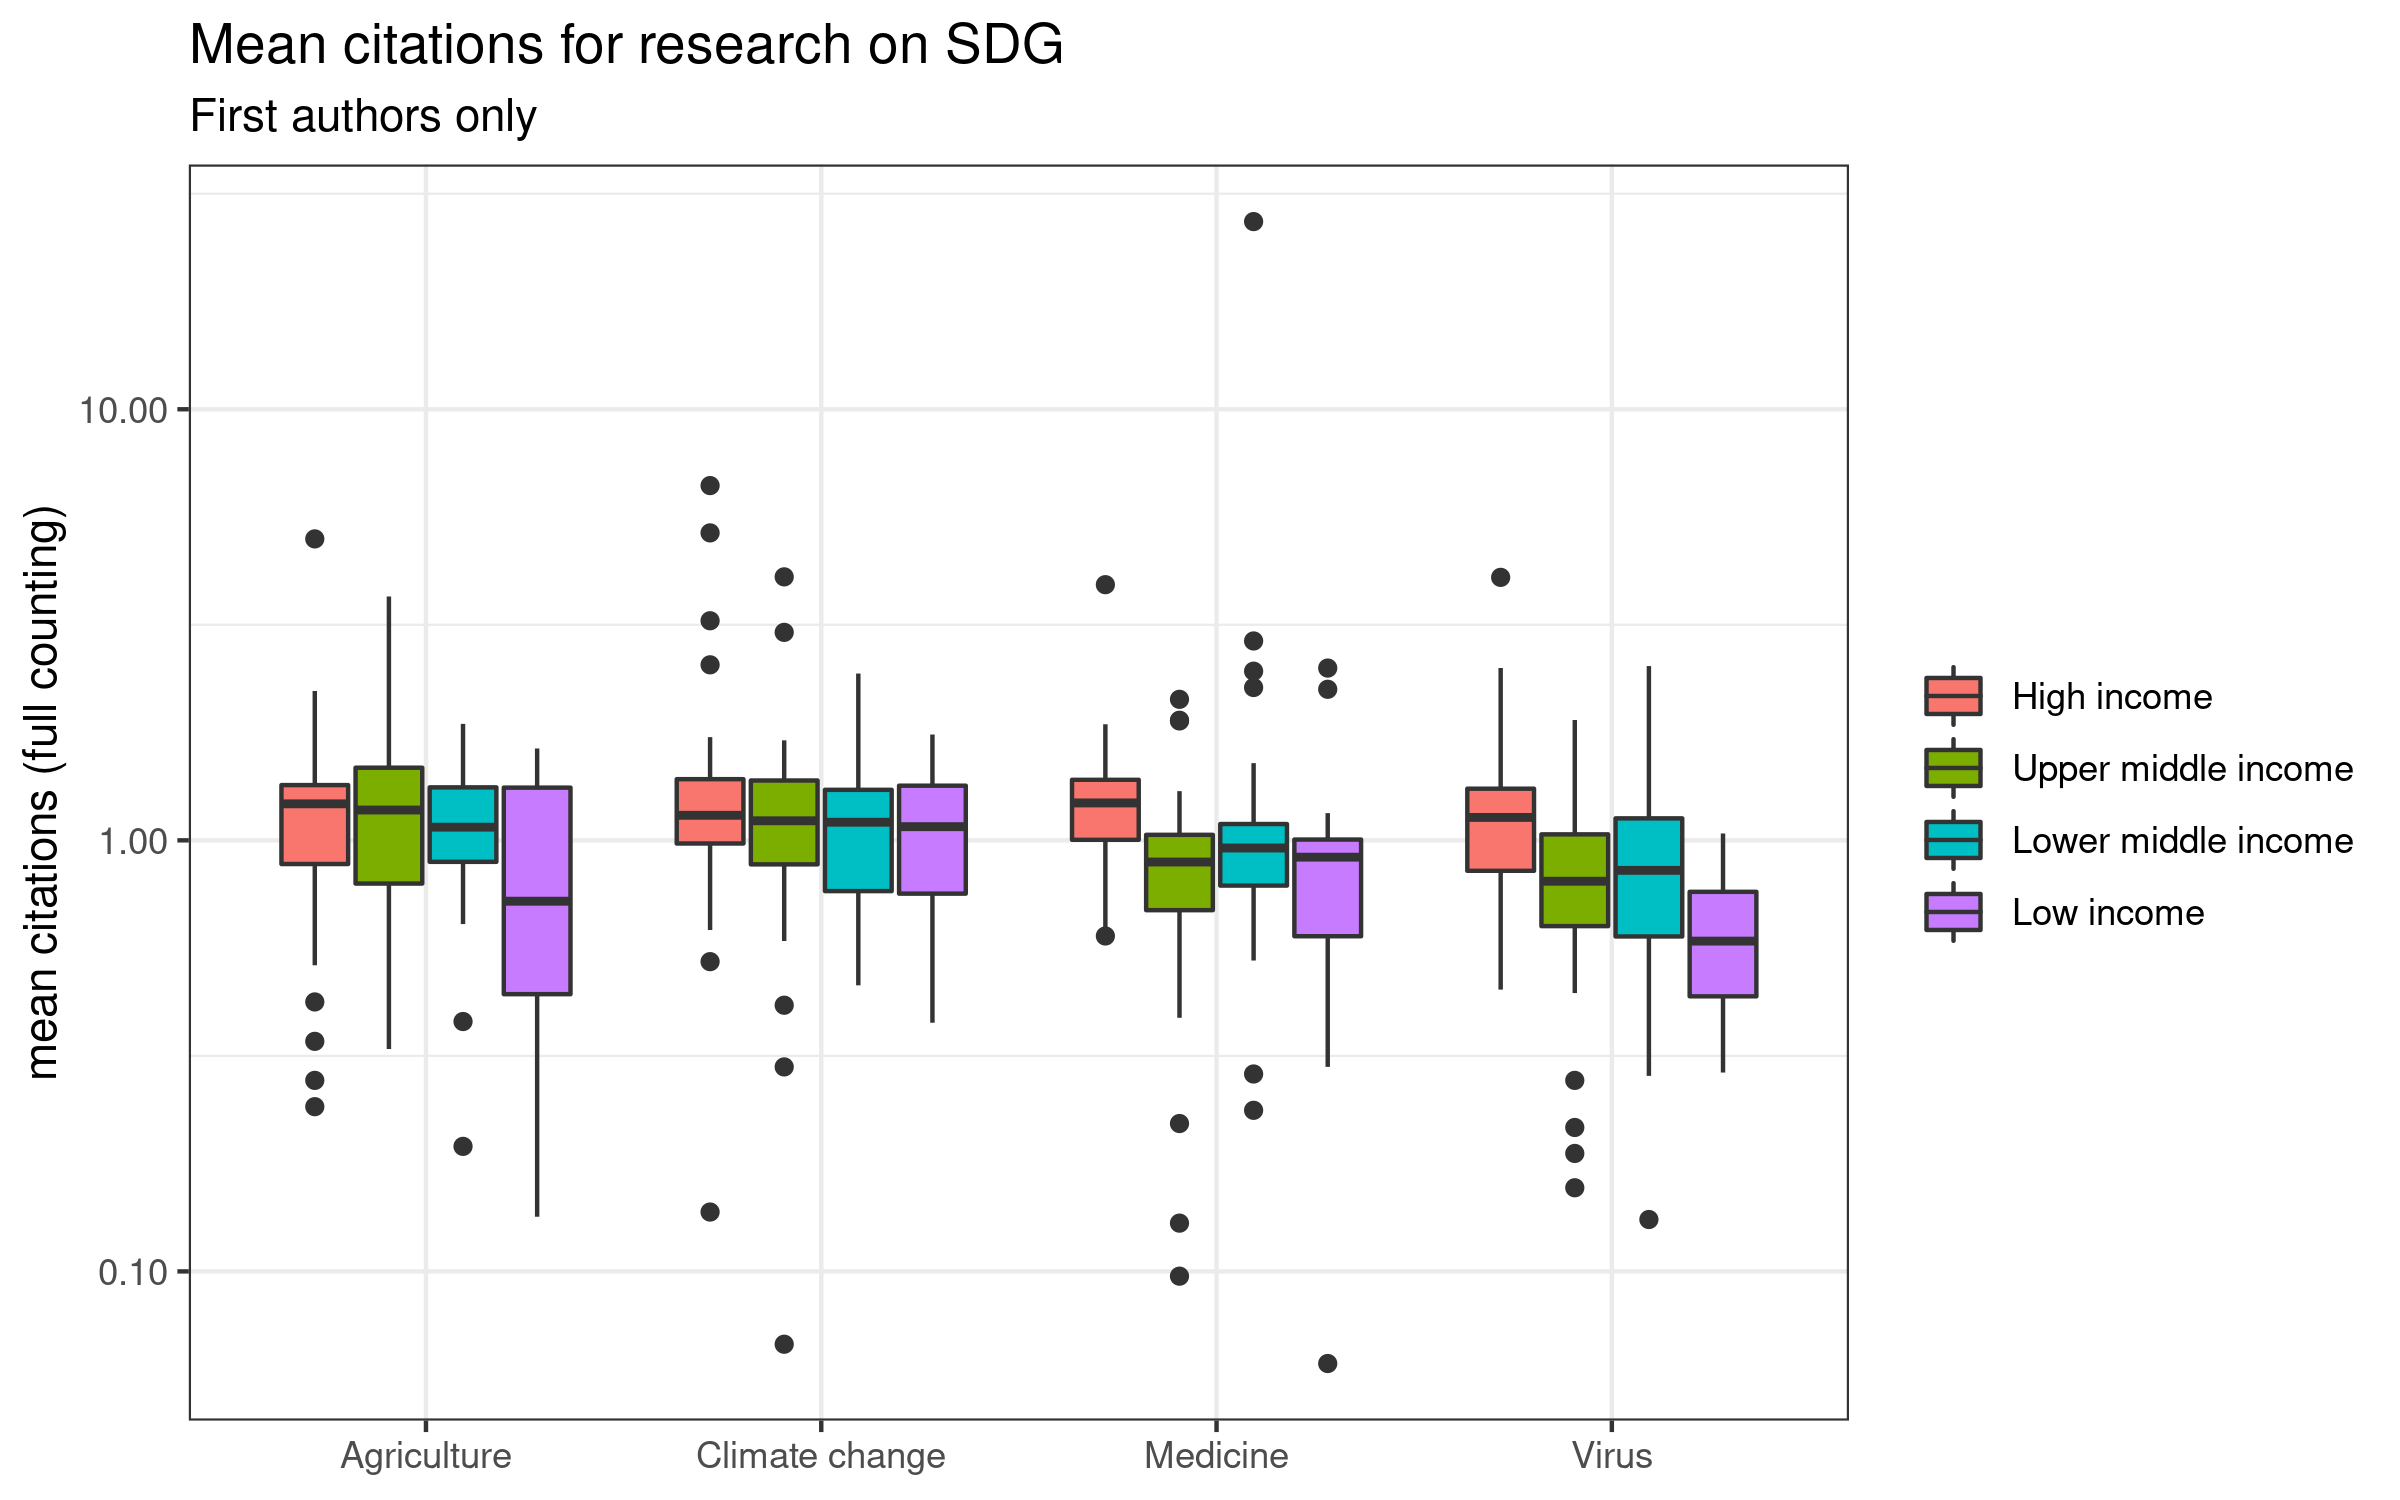 Mean citations for research on SDG
First authors only
mean citations (full counting)
10.00
1.00
0.10
Agriculture
Climate change
Medicine
Virus
High income
Upper middle income
Lower middle income
Low income